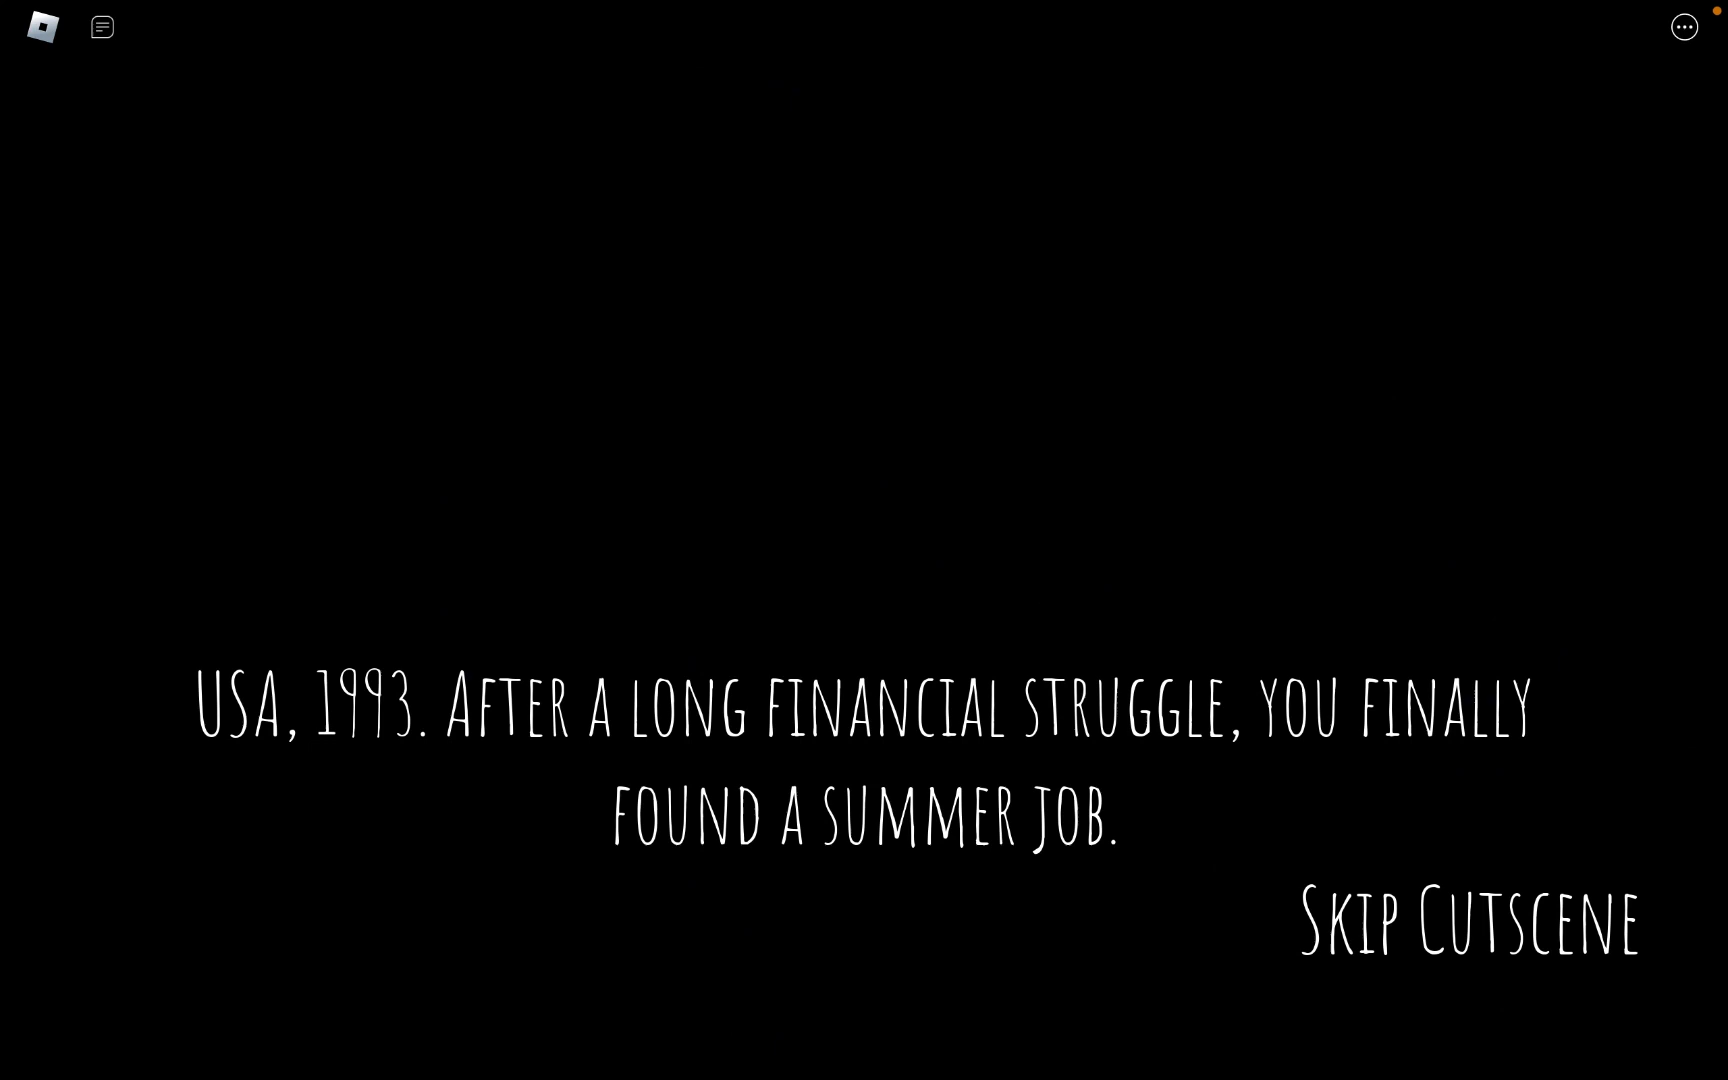 USA, 1993. After a long financial struggle, you finally
found a summer job.
Skip Cutscene